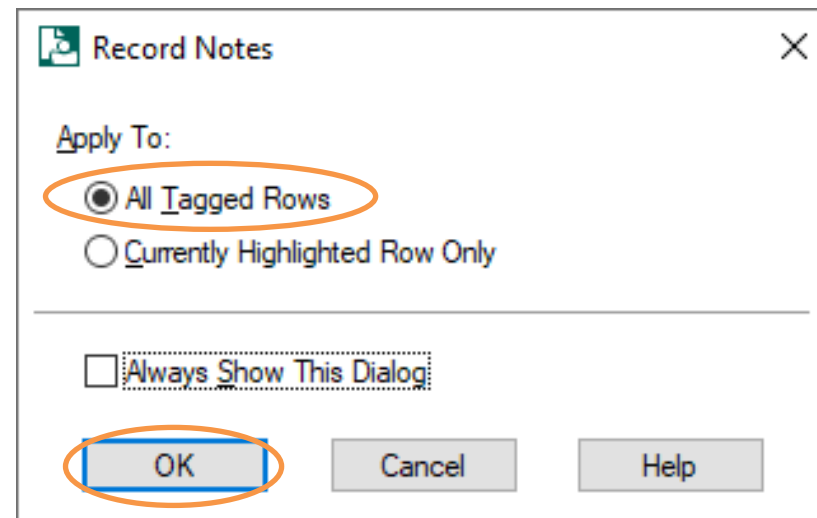 Record Notes
Apply To:
All Tagged Rows
Currently Highlighted Row Only
Always Show This Dialog
OK Cancel Help